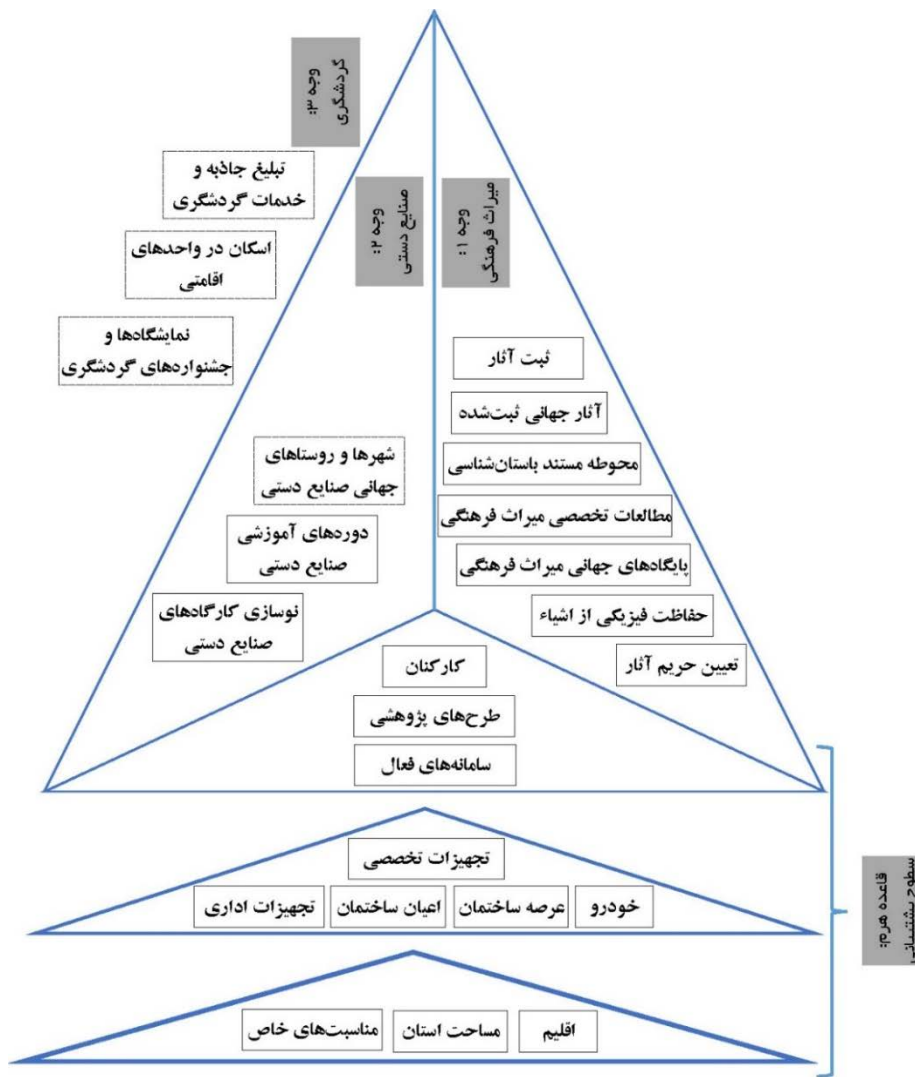 وجه ۳:
گردشگری
تبلیغ جاذبه و
خدمات گردشگری
اسکان در واحدهای
اقامتی
نمایشگاه‌ها و
جشنواره‌های گردشگری
وجه ۲:
صنایع دستی
شهرها و روستاهای
جهانی صنایع دستی
دوره‌های آموزشی
صنایع دستی
نوسازی کارگاه‌های
صنایع دستی
وجه ۱:
میراث فرهنگی
ثبت آثار
آثار جهانی ثبت‌شده
محوطه مستند باستان‌شناسی
مطالعات تخصصی میراث فرهنگی
پایگاه‌های جهانی میراث فرهنگی
حفاظت فیزیکی از اشیاء
تعیین حریم آثار
کارکنان
طرح‌های پژوهشی
سامانه‌های فعال
تجهیزات تخصصی
خودرو عرصه ساختمان اعیان ساختمان تجهیزات اداری
اقلیم مساحت استان مناسبت‌های خاص
قاعده هرم:
سطوح پشتیبانی